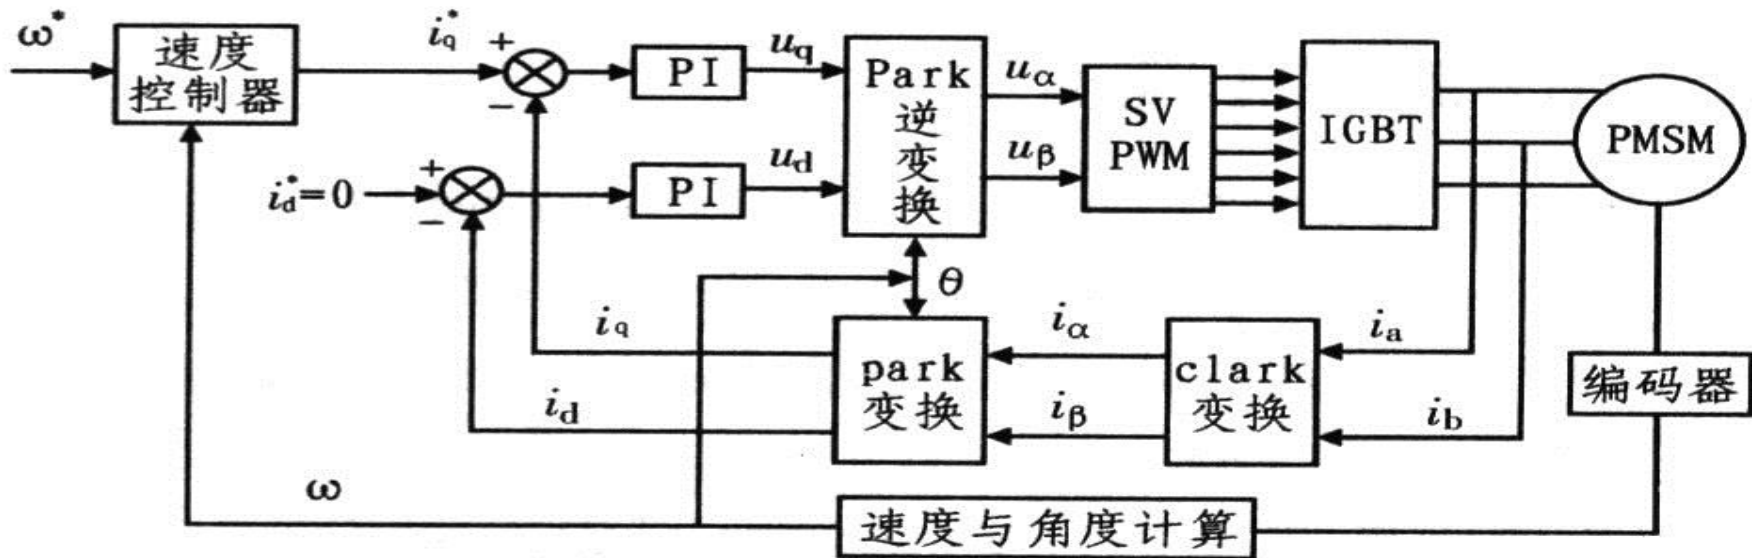 ω*
速度
控制器
i*q
+
−
PI
uq
Park
逆
变
换
uα
SV
PWM
IGBT
PMSM
i*d=0
+
−
PI
ud
uβ
θ
iq
iα
ia
park
变换
clark
变换
编码器
id
iβ
ib
ω
速度与角度计算